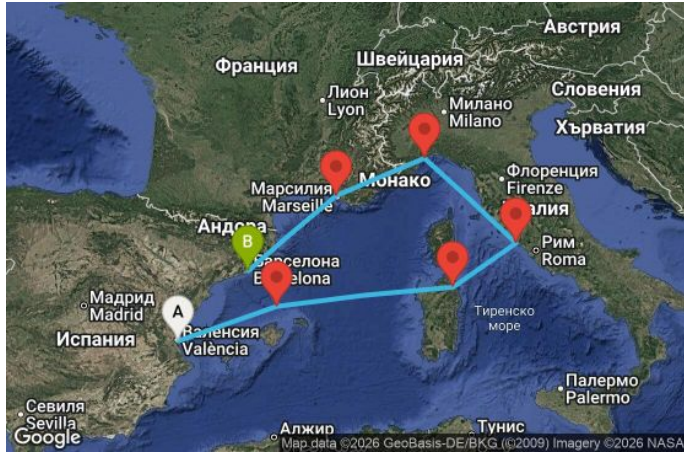 Австрия
Швейцария
Франция
Словения
Лион
Lyon
Милано
Milano
Хърватия
Марсилия
Marseille
Монако
Флоренция
Firenze
Андора
B
Барселона
Рим
Roma
Мадрид
Madrid
A
Валенсия
València
Испания
Тиренско
море
Палермо
Palermo
Севиля
Sevilla
Алжир
Тунис
Google
Map data ©2026 GeoBasis-DE/BKG (©2009) Imagery ©2026 NASA